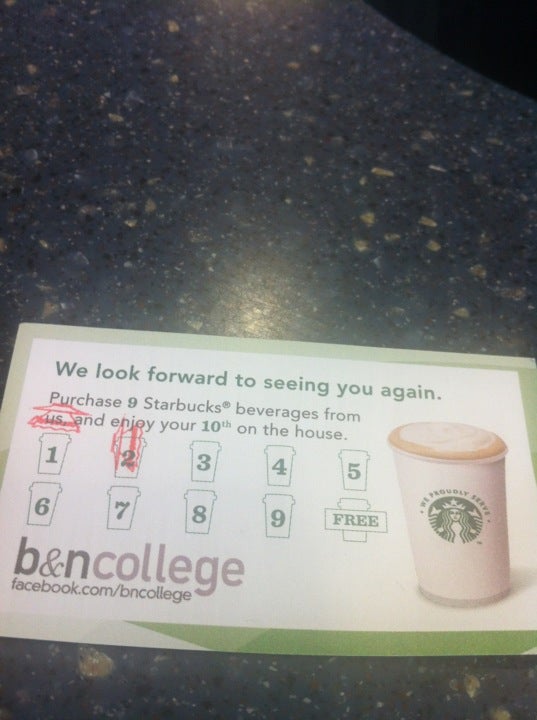 We look forward to seeing you again.
Purchase 9 Starbucks® beverages from
us, and enjoy your 10th on the house.
1 2 3 4 5
6 7 8 9 FREE
b&ncollege
facebook.com/bncollege
WE PROUDLY SERVE